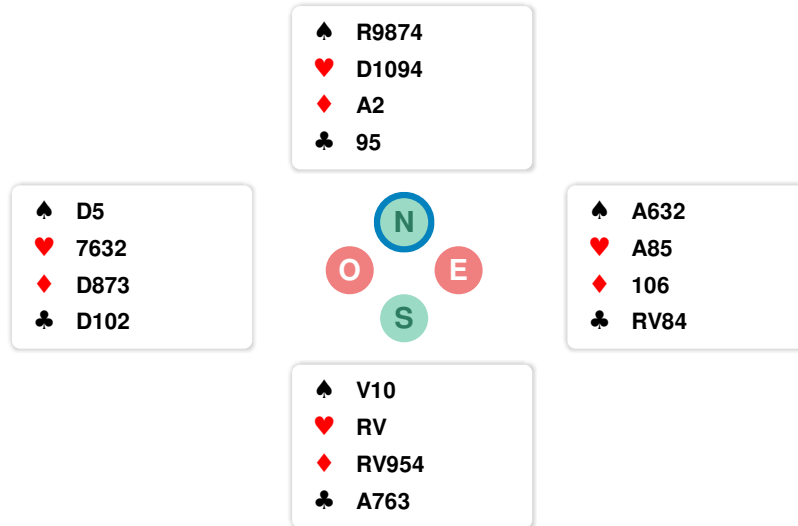 ♠ R9874
♥ D1094
♦ A2
♣ 95
♠ D5
♥ 7632
♦ D873
♣ D102
N
O
E
S
♠ A632
♥ A85
♦ 106
♣ RV84
♠ V10
♥ RV
♦ RV954
♣ A763